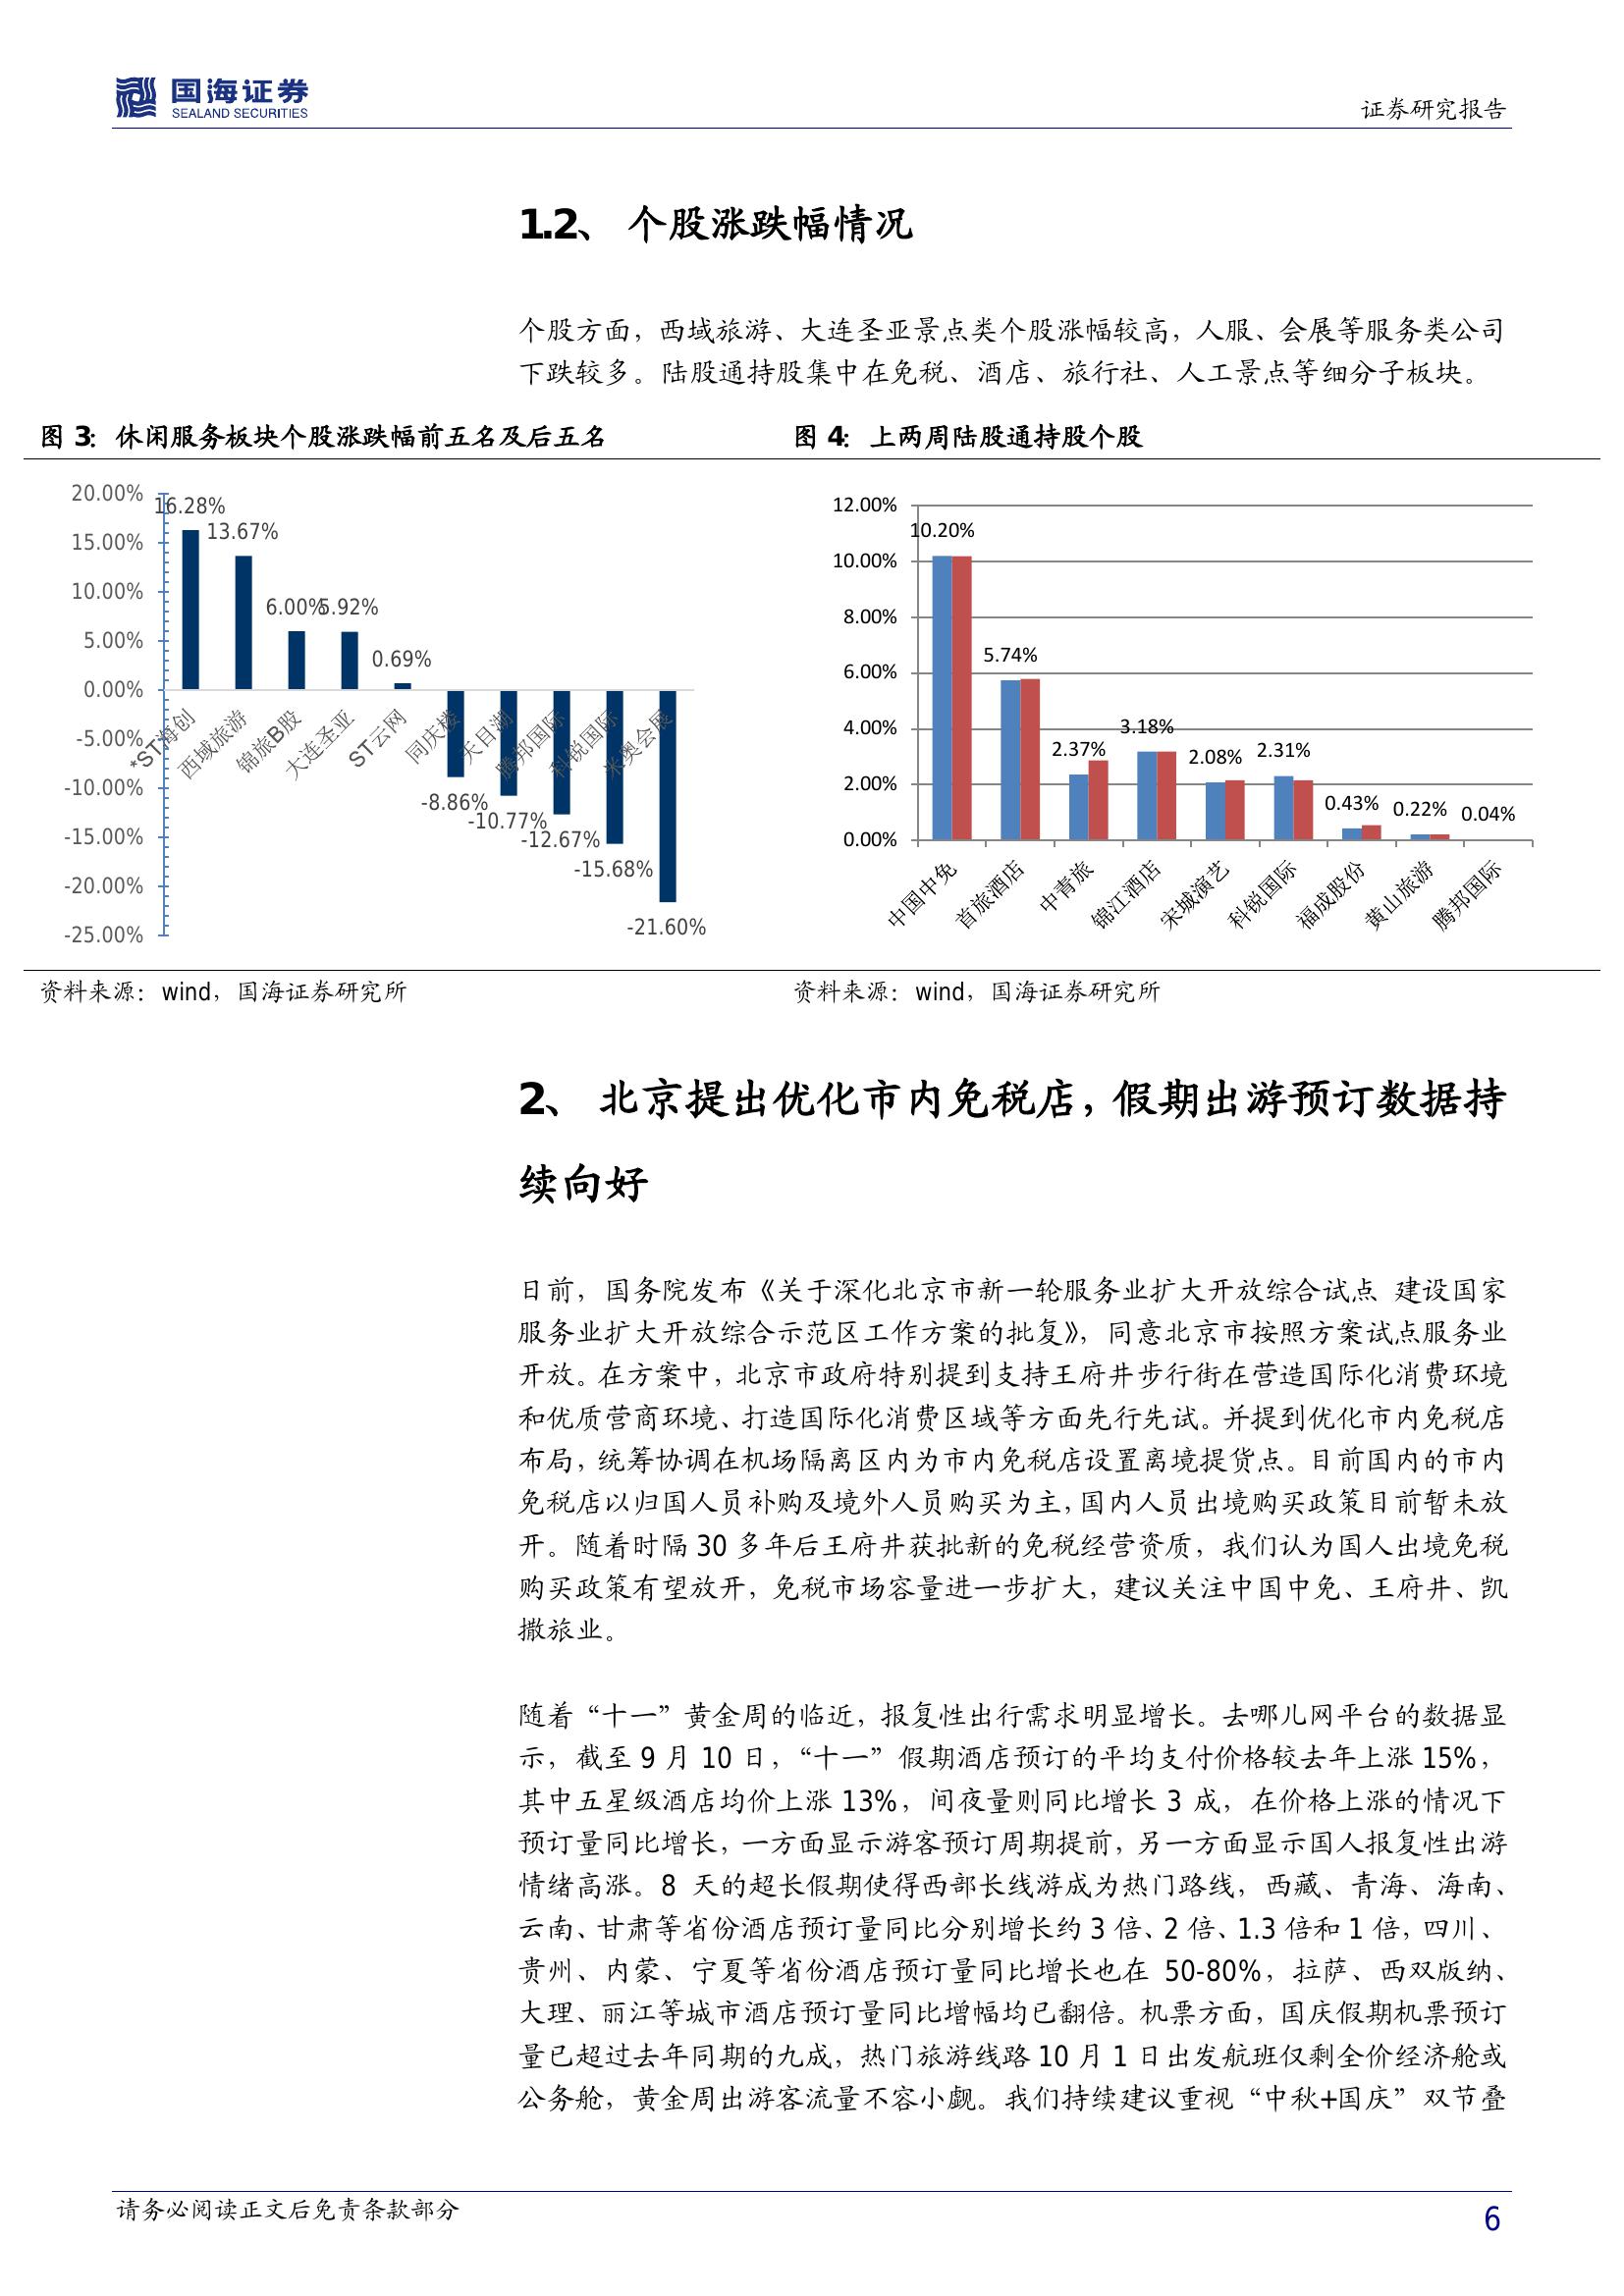 国海证券
SEALAND SECURITIES
证券研究报告
1.2、 个股涨跌幅情况
个股方面，西域旅游、大连圣亚景点类个股涨幅较高，人服、会展等服务类公司
下跌较多。陆股通持股集中在免税、酒店、旅行社、人工景点等细分子板块。
图 3：休闲服务板块个股涨跌幅前五名及后五名
20.00%
15.00%
10.00%
5.00%
0.00%
-5.00%
-10.00%
-15.00%
-20.00%
-25.00%
16.28%
13.67%
6.00%
5.92%
0.69%
-8.86%
-10.77%
-12.67%
-15.68%
-21.60%
*ST海创
西域旅游
锦旅B股
大连圣亚
ST云网
同庆楼
天目湖
腾邦国际
科锐国际
米奥会展
资料来源：wind，国海证券研究所
图 4：上两周陆股通持股个股
12.00%
10.00%
8.00%
6.00%
4.00%
2.00%
0.00%
10.20%
5.74%
2.37%
3.18%
2.08%
2.31%
0.43%
0.22%
0.04%
中国中免
首旅酒店
中青旅
锦江酒店
宋城演艺
科锐国际
福成股份
黄山旅游
腾邦国际
资料来源：wind，国海证券研究所
2、 北京提出优化市内免税店，假期出游预订数据持
续向好
日前，国务院发布《关于深化北京市新一轮服务业扩大开放综合试点 建设国家
服务业扩大开放综合示范区工作方案的批复》，同意北京市按照方案试点服务业
开放。在方案中，北京市政府特别提到支持王府井步行街在营造国际化消费环境
和优质营商环境、打造国际化消费区域等方面先行先试。并提到优化市内免税店
布局，统筹协调在机场隔离区内为市内免税店设置离境提货点。目前国内的市内
免税店以归国人员补购及境外人员购买为主，国内人员出境购买政策目前暂未放
开。随着时隔 30 多年后王府井获批新的免税经营资质，我们认为国人出境免税
购买政策有望放开，免税市场容量进一步扩大，建议关注中国中免、王府井、凯
撒旅业。
随着“十一”黄金周的临近，报复性出行需求明显增长。去哪儿网平台的数据显
示，截至 9 月 10 日，“十一”假期酒店预订的平均支付价格较去年上涨 15%，
其中五星级酒店均价上涨 13%，间夜量则同比增长 3 成，在价格上涨的情况下
预订量同比增长，一方面显示游客预订周期提前，另一方面显示国人报复性出游
情绪高涨。8 天的超长假期使得西部长线游成为热门路线，西藏、青海、海南、
云南、甘肃等省份酒店预订量同比分别增长约 3 倍、2 倍、1.3 倍和 1 倍，四川、
贵州、内蒙、宁夏等省份酒店预订量同比增长也在 50-80%，拉萨、西双版纳、
大理、丽江等城市酒店预订量同比增幅均已翻倍。机票方面，国庆假期机票预订
量已超过去年同期的九成，热门旅游线路 10 月 1 日出发航班仅剩全价经济舱或
公务舱，黄金周出游客流量不容小觑。我们持续建议重视“中秋+国庆”双节叠
请务必阅读正文后免责条款部分
6